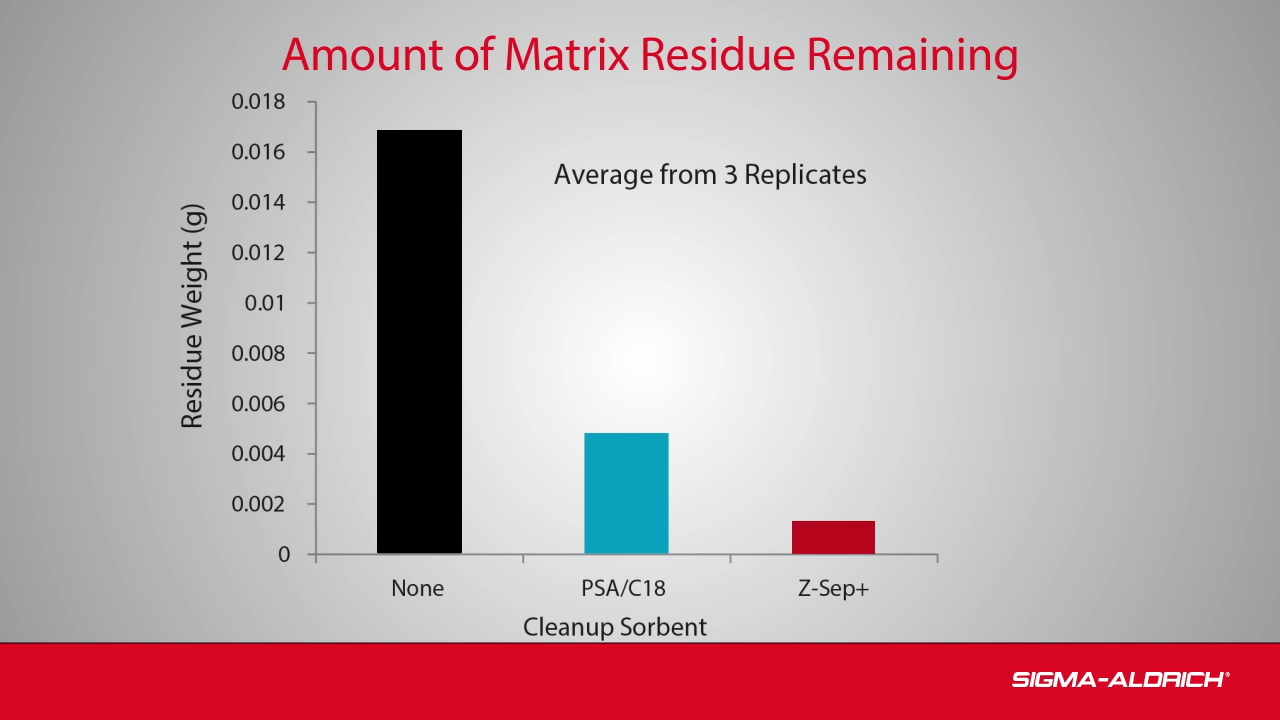 Amount of Matrix Residue Remaining
0.018
0.016
0.014
0.012
0.01
0.008
0.006
0.004
0.002
0
Residue Weight (g)
Average from 3 Replicates
None
PSA/C18
Z-Sep+
Cleanup Sorbent
SIGMA-ALDRICH®